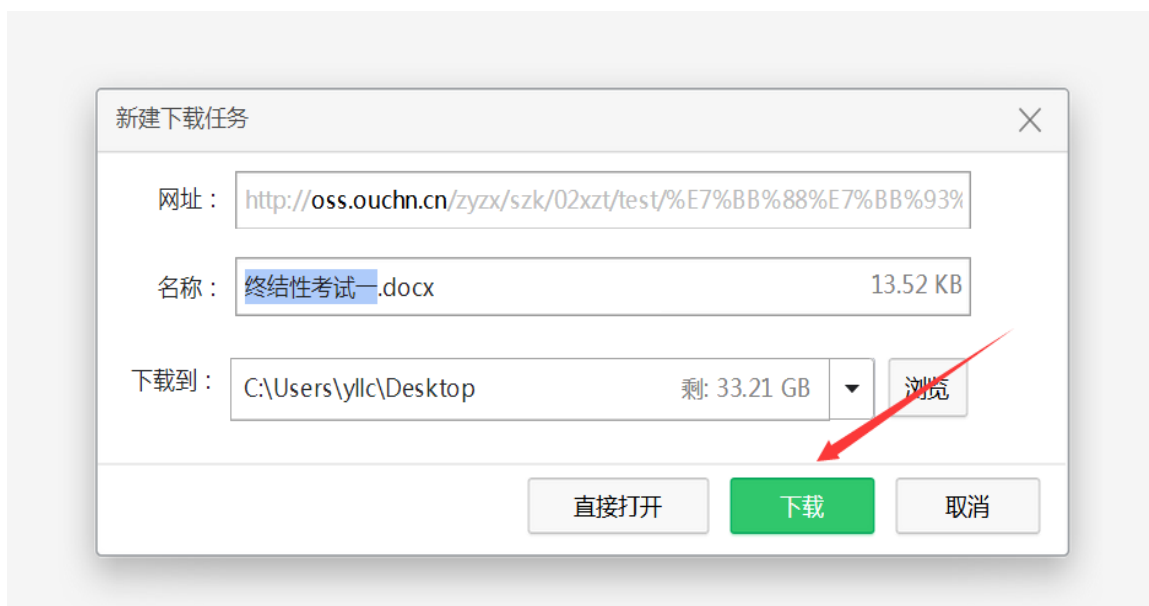 新建下载任务
网址： http://oss.ouchn.cn/zyzx/szk/02xzt/test/%E7%BB%88%E7%BB%93%
名称： 终结性考试一.docx 13.52 KB
下载到： C:\Users\yllc\Desktop 剩: 33.21 GB 浏览
直接打开 下载 取消